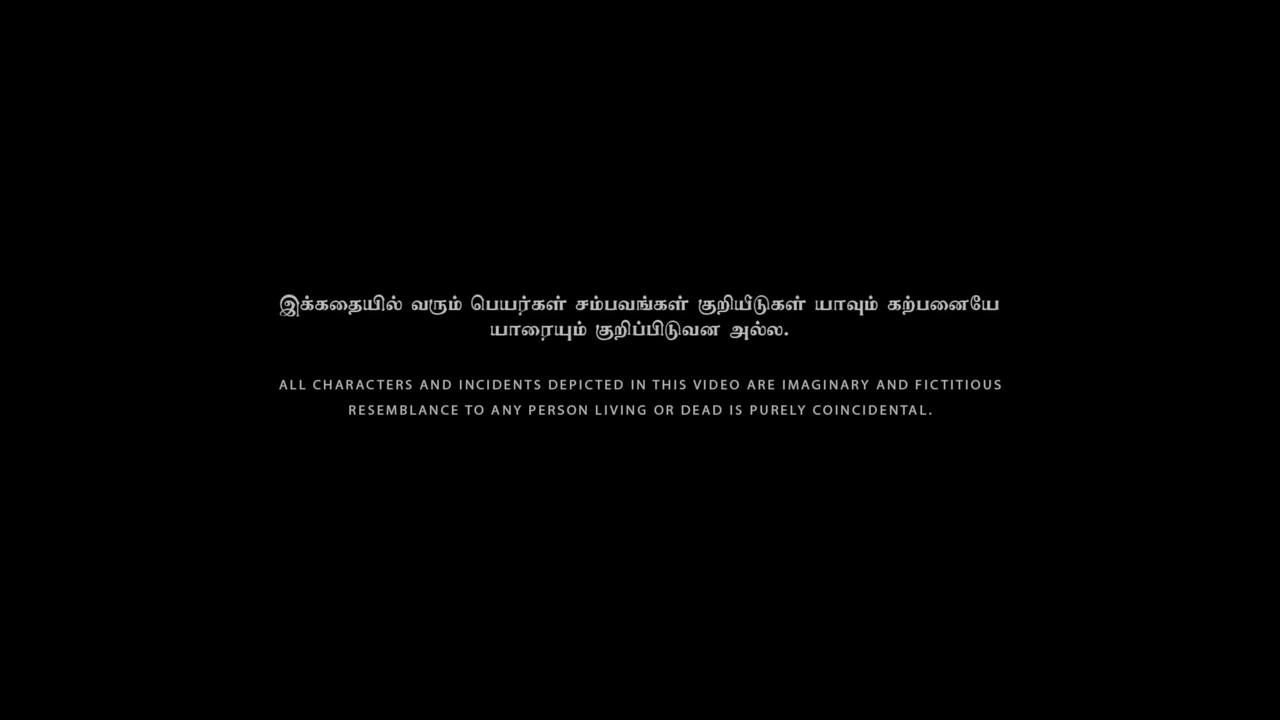 இக்கதையில் வரும் பெயர்கள் சம்பவங்கள் குறியீடுகள் யாவும் கற்பனையே
யாரையும் குறிப்பிடுவன அல்ல.
ALL CHARACTERS AND INCIDENTS DEPICTED IN THIS VIDEO ARE IMAGINARY AND FICTITIOUS
RESEMBLANCE TO ANY PERSON LIVING OR DEAD IS PURELY COINCIDENTAL.